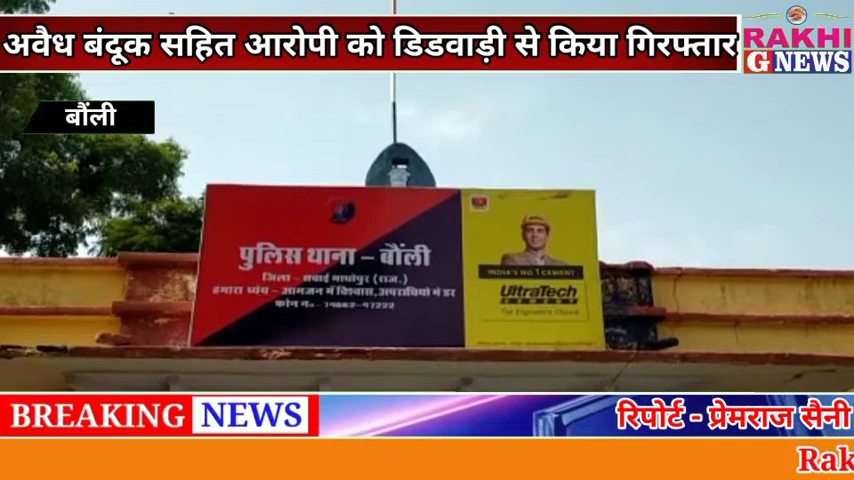 अवैध बंदूक सहित आरोपी को डिडवाड़ी से किया गिरफ्तार
RAKHI
G NEWS
बौंली
पुलिस थाना – बौंली
जिला – सवाई माधोपुर (राज.)
हमारा ध्येय – आमजन में विश्वास, अपराधियो में डर
फोन नं०
INDIA'S NO.1 CEMENT
UltraTech
CEMENT
The Engineer's Choice
BREAKING NEWS
रिपोर्ट - प्रेमराज सैनी
Rak